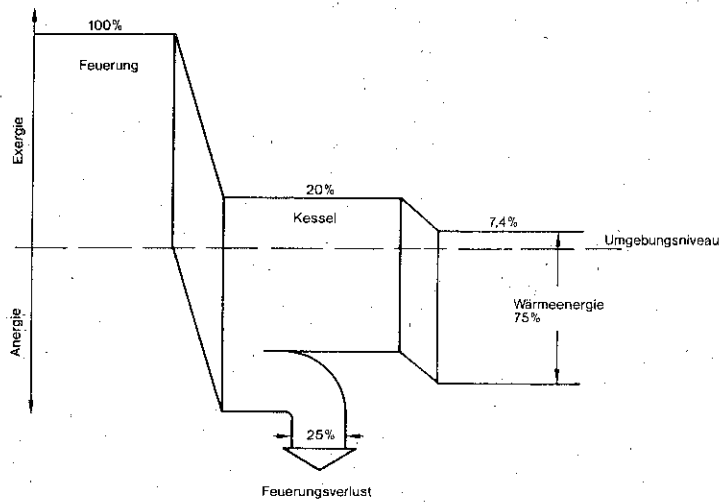 100%
Feuerung
Exergie
20%
Kessel
7,4%
Umgebungsniveau
Wärmeenergie
75%
Anergie
25%
Feuerungsverlust